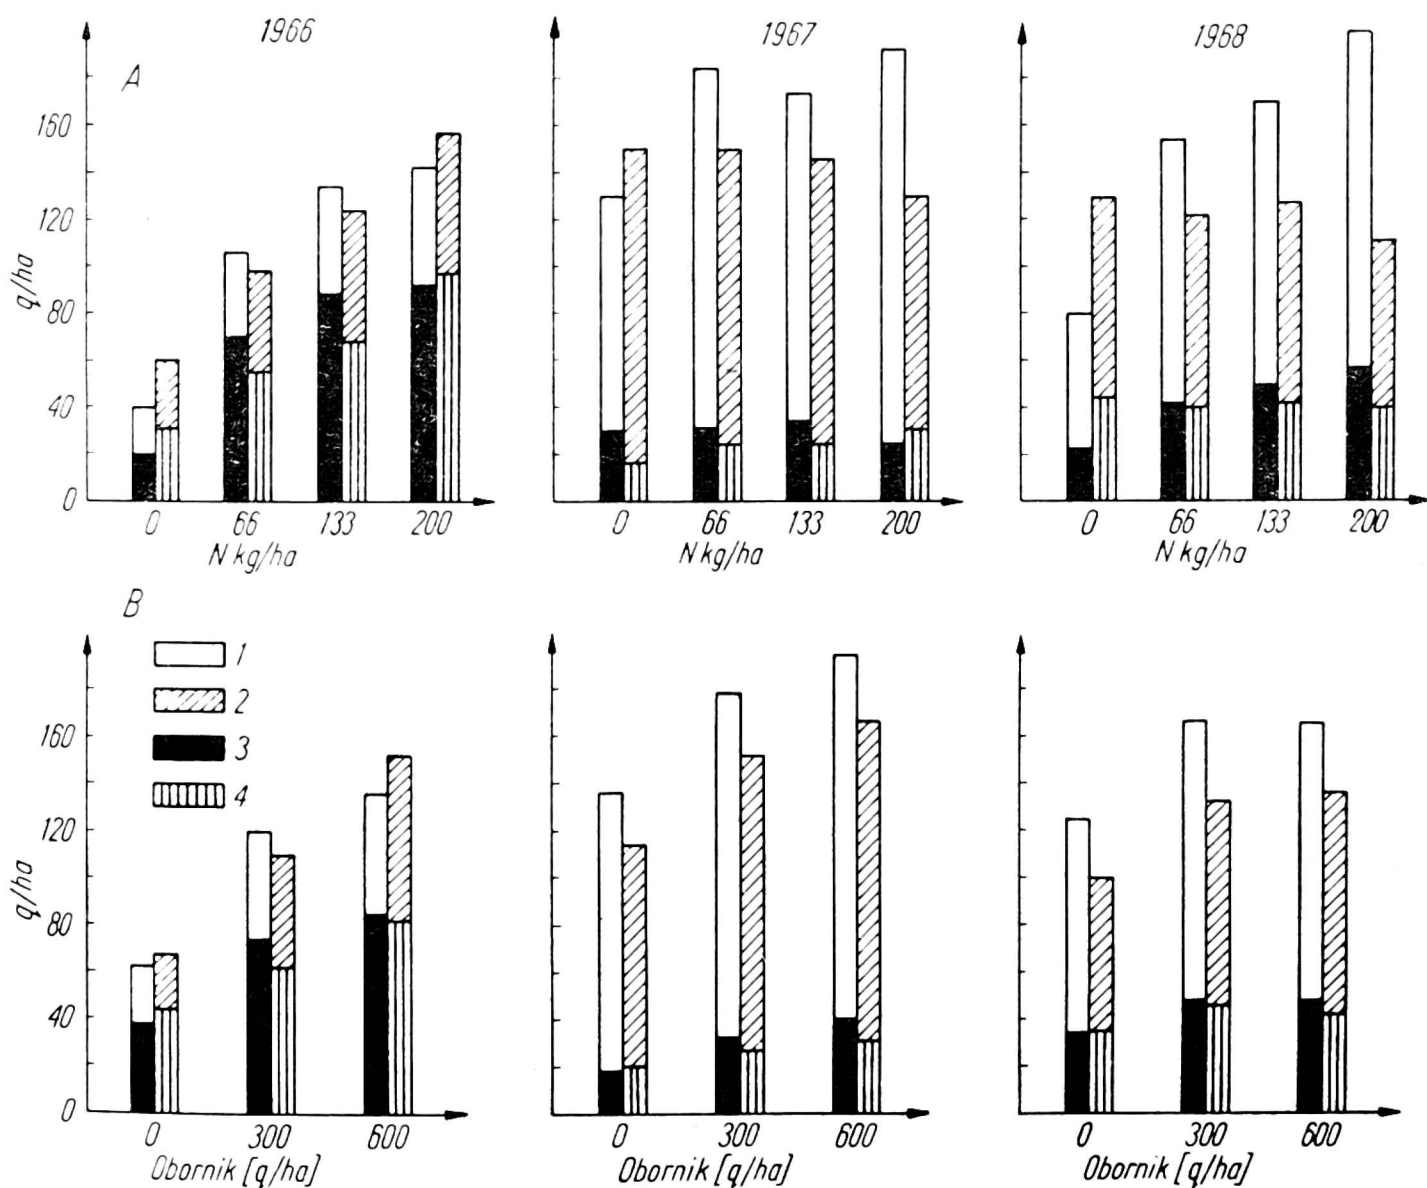 1966 1967 1968
A
160
120
q/ha
80
40
0
0 66 133 200 0 66 133 200 0 66 133 200
N kg/ha N kg/ha N kg/ha
B
1
2
160
3
4
120
q/ha
80
40
0
0 300 600 0 300 600 0 300 600
Obornik [q/ha] Obornik [q/ha] Obornik [q/ha]